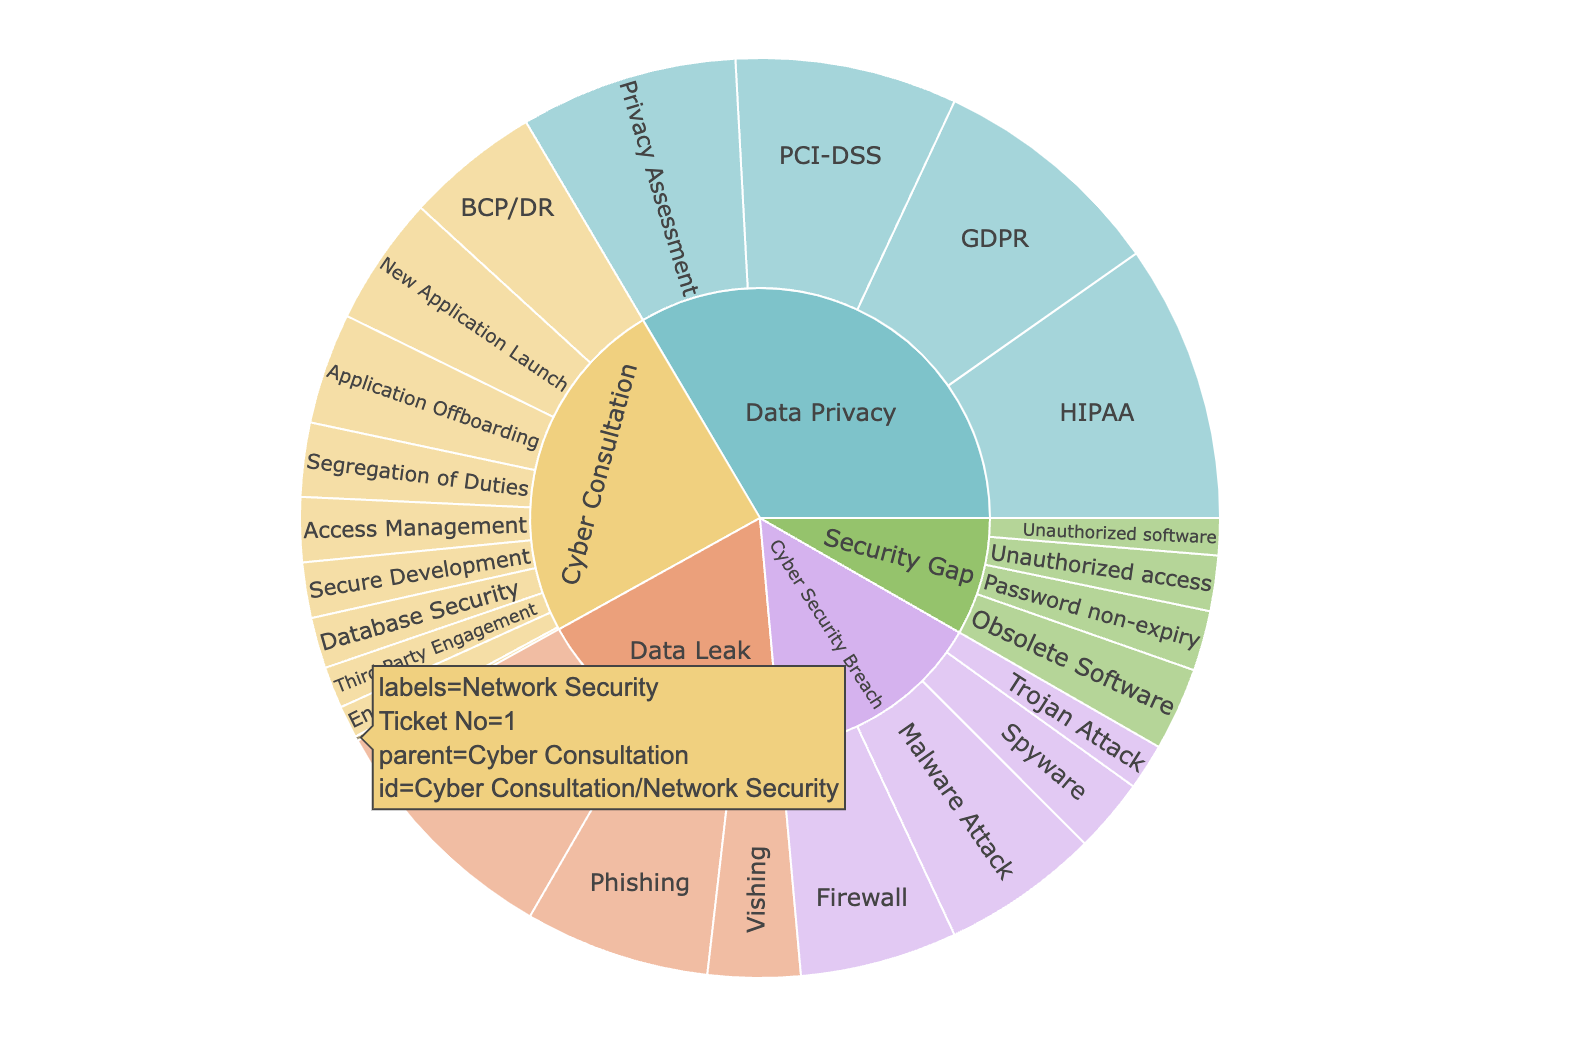 Privacy Assessment
PCI-DSS
GDPR
HIPAA
Data Privacy
BCP/DR
New Application Launch
Application Offboarding
Segregation of Duties
Access Management
Secure Development
Database Security
Third Party Engagement
En
Cyber Consultation
Security Gap
Unauthorized software
Unauthorized access
Password non-expiry
Obsolete Software
Cyber Security Breach
Trojan Attack
Spyware
Malware Attack
Firewall
Data Leak
Phishing
Vishing
labels=Network Security
Ticket No=1
parent=Cyber Consultation
id=Cyber Consultation/Network Security